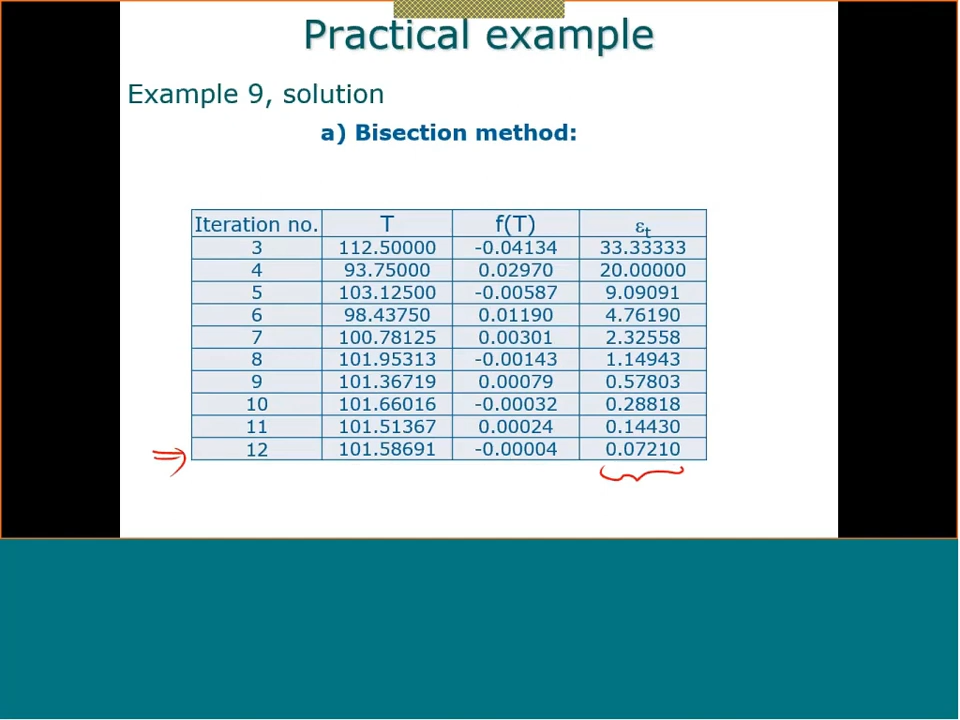 Practical example
Example 9, solution
a) Bisection method:
Iteration no. T f(T) εt
3 112.50000 -0.04134 33.33333
4 93.75000 0.02970 20.00000
5 103.12500 -0.00587 9.09091
6 98.43750 0.01190 4.76190
7 100.78125 0.00301 2.32558
8 101.95313 -0.00143 1.14943
9 101.36719 0.00079 0.57803
10 101.66016 -0.00032 0.28818
11 101.51367 0.00024 0.14430
12 101.58691 -0.00004 0.07210